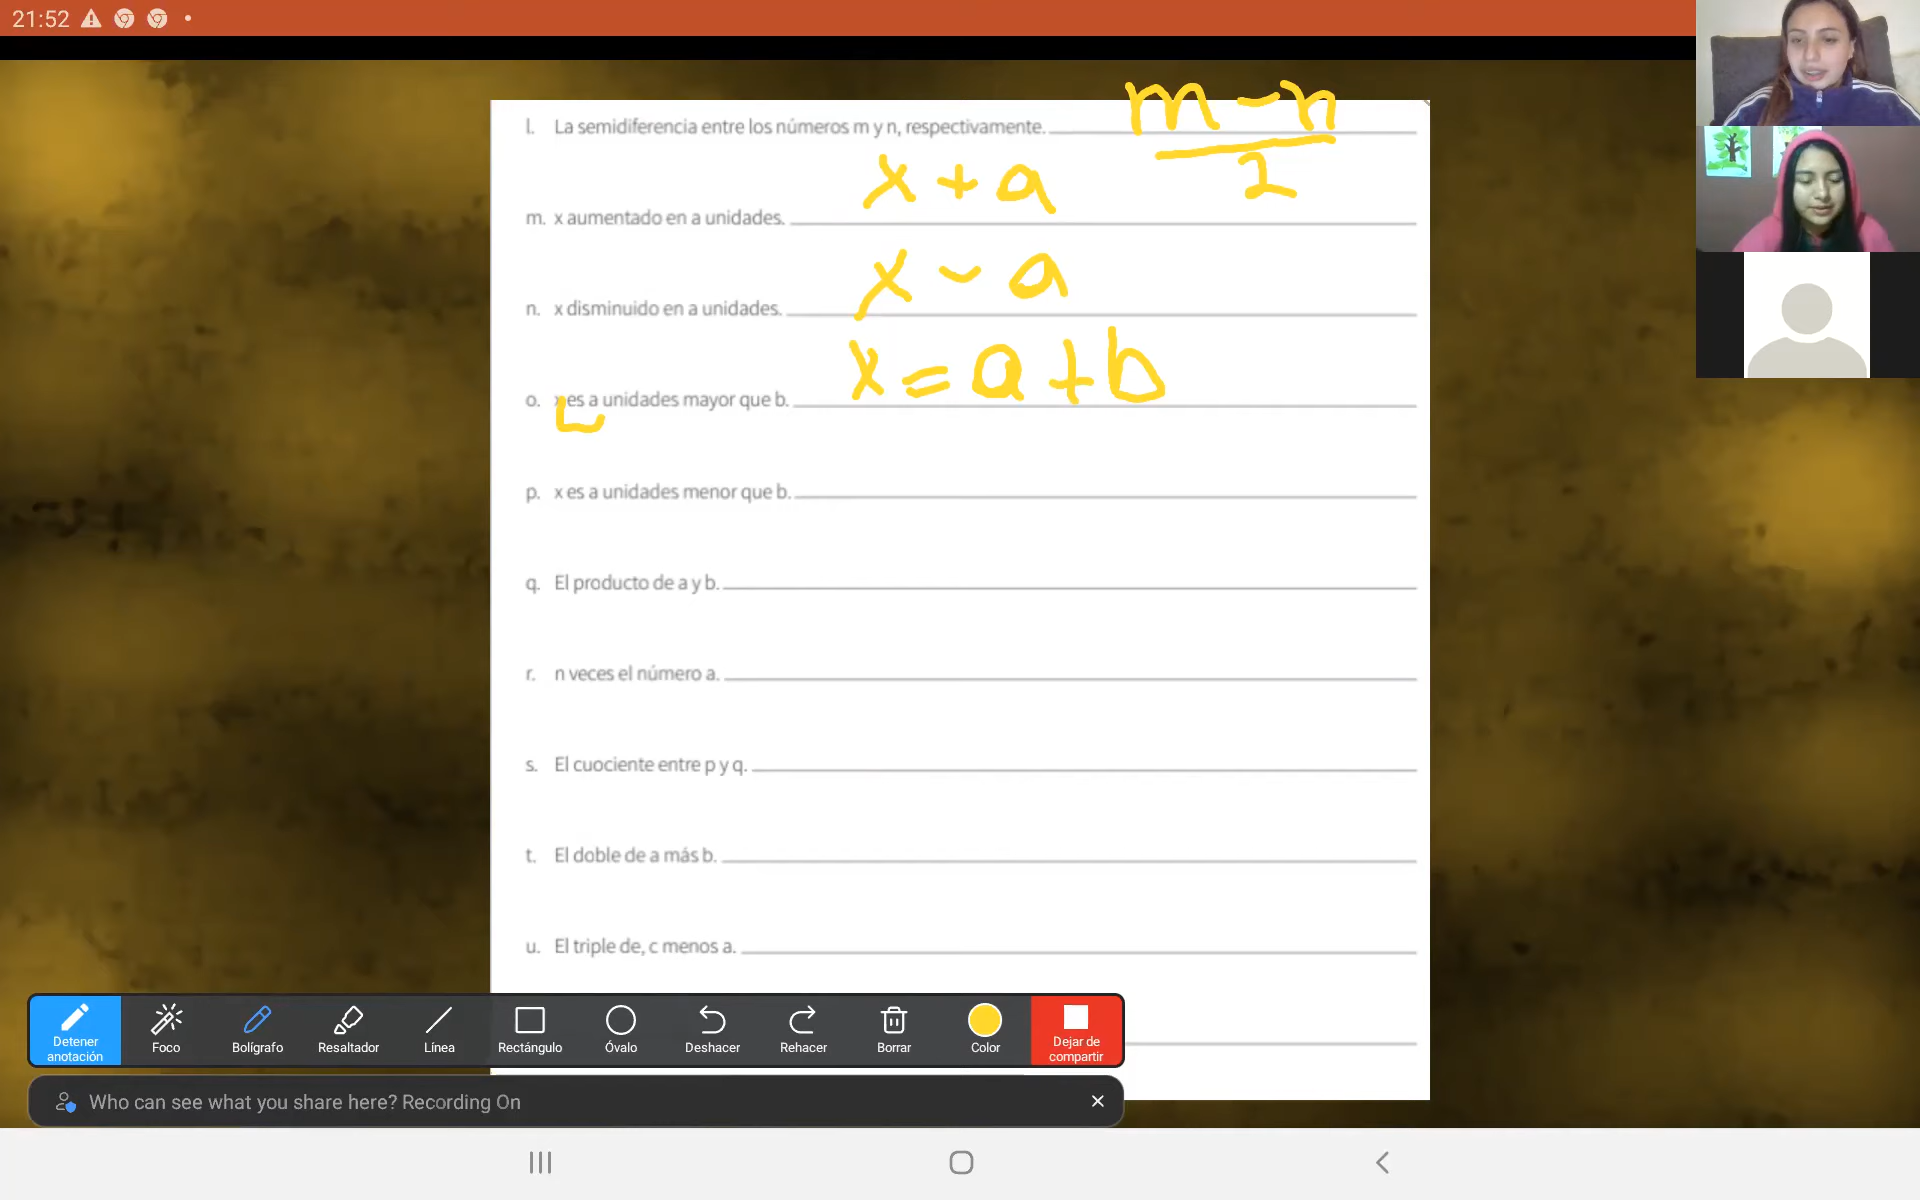 21:52
l. La semidiferencia entre los números m y n, respectivamente. m - n
2
x + a
m. x aumentado en a unidades.
x - a
n. x disminuido en a unidades.
x = a + b
o. x es a unidades mayor que b.
p. x es a unidades menor que b.
q. El producto de a y b.
r. n veces el número a.
s. El cuociente entre p y q.
t. El doble de a más b.
u. El triple de, c menos a.
Detener anotación Foco Bolígrafo Resaltador Línea Rectángulo Óvalo Deshacer Rehacer Borrar Color Dejar de compartir
Who can see what you share here? Recording On